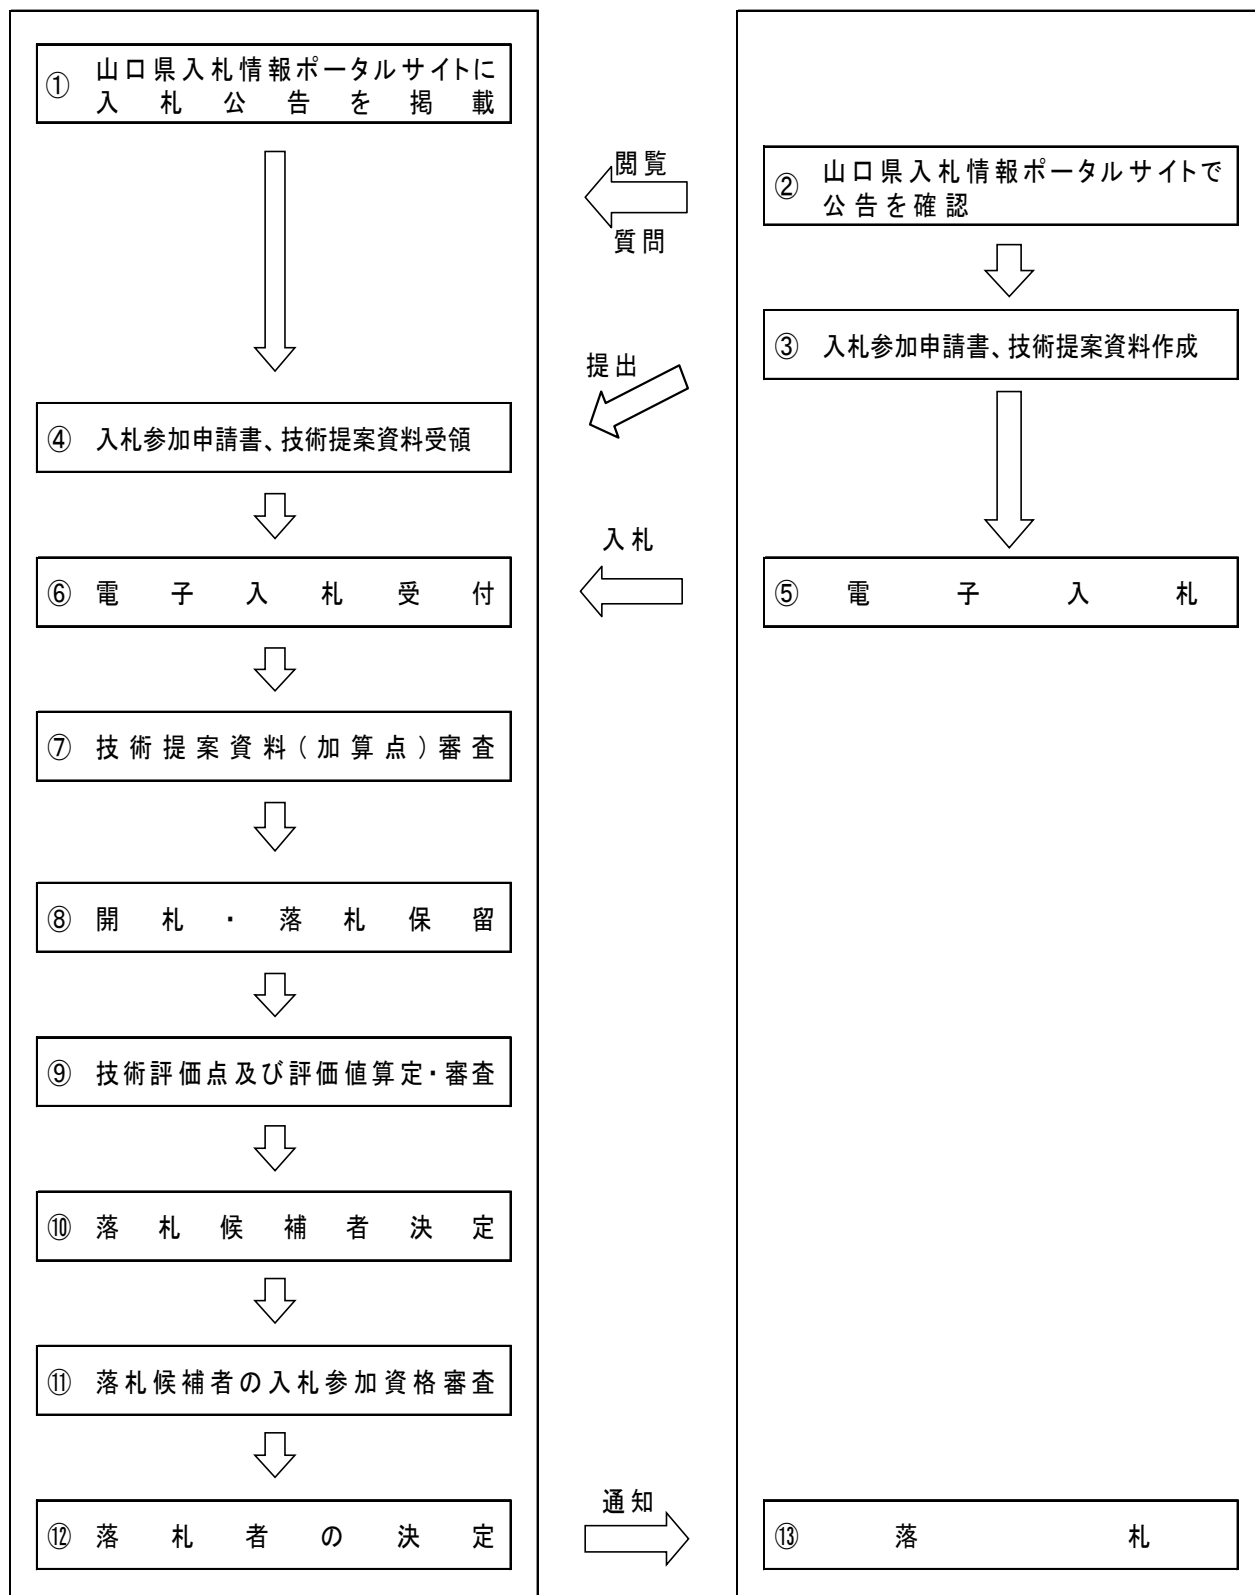 ① 山口県入札情報ポータルサイトに
入札公告を掲載
閲覧
質問
② 山口県入札情報ポータルサイトで
公告を確認
③ 入札参加申請書、技術提案資料作成
提出
④ 入札参加申請書、技術提案資料受領
入札
⑥ 電子入札受付
⑤ 電子入札
⑦ 技術提案資料(加算点)審査
⑧ 開札・落札保留
⑨ 技術評価点及び評価値算定・審査
⑩ 落札候補者決定
⑪ 落札候補者の入札参加資格審査
通知
⑫ 落札者の決定
⑬ 落札